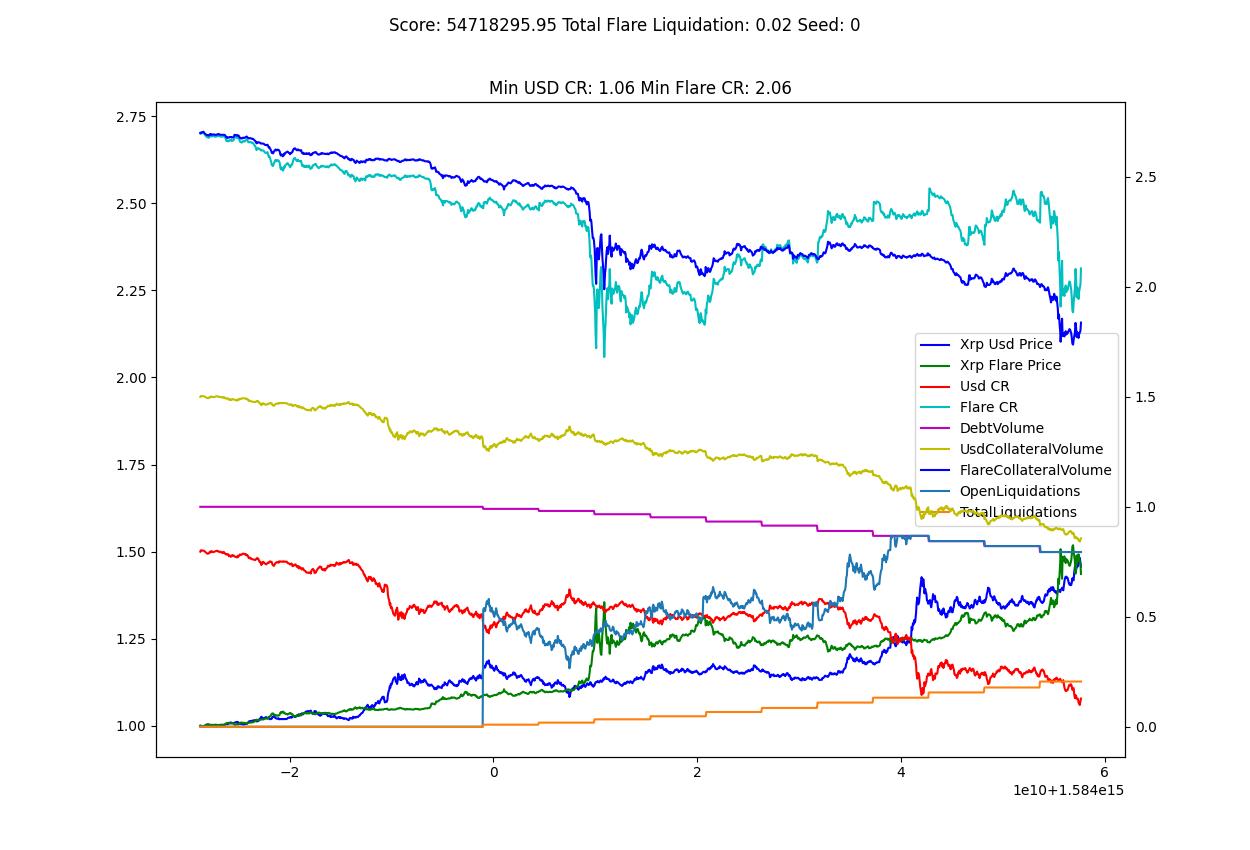 Score: 54718295.95 Total Flare Liquidation: 0.02 Seed: 0
Min USD CR: 1.06 Min Flare CR: 2.06
2.75
2.50
2.25
2.00
1.75
1.50
1.25
1.00
2.5
2.0
1.5
1.0
0.5
0.0
Xrp Usd Price
Xrp Flare Price
Usd CR
Flare CR
DebtVolume
UsdCollateralVolume
FlareCollateralVolume
OpenLiquidations
TotalLiquidations
−2 0 2 4 6
1e10+1.584e15